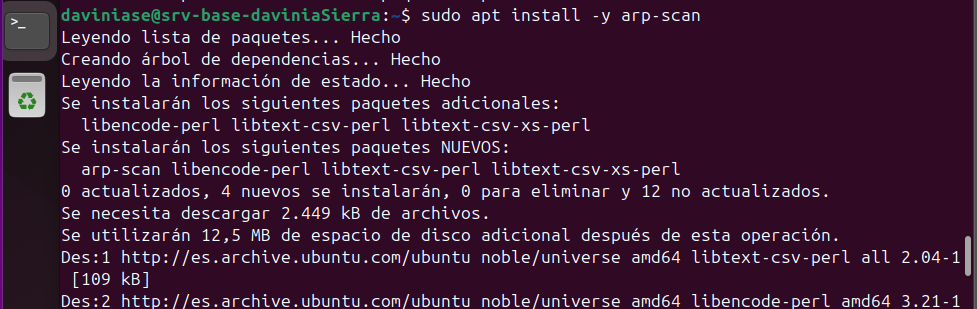 daviniase@srv-base-daviniaSierra:~$ sudo apt install -y arp-scan
Leyendo lista de paquetes... Hecho
Creando árbol de dependencias... Hecho
Leyendo la información de estado... Hecho
Se instalarán los siguientes paquetes adicionales:
  libencode-perl libtext-csv-perl libtext-csv-xs-perl
Se instalarán los siguientes paquetes NUEVOS:
  arp-scan libencode-perl libtext-csv-perl libtext-csv-xs-perl
0 actualizados, 4 nuevos se instalarán, 0 para eliminar y 12 no actualizados.
Se necesita descargar 2.449 kB de archivos.
Se utilizarán 12,5 MB de espacio de disco adicional después de esta operación.
Des:1 http://es.archive.ubuntu.com/ubuntu noble/universe amd64 libtext-csv-perl all 2.04-1
 [109 kB]
Des:2 http://es.archive.ubuntu.com/ubuntu noble/universe amd64 libencode-perl amd64 3.21-1